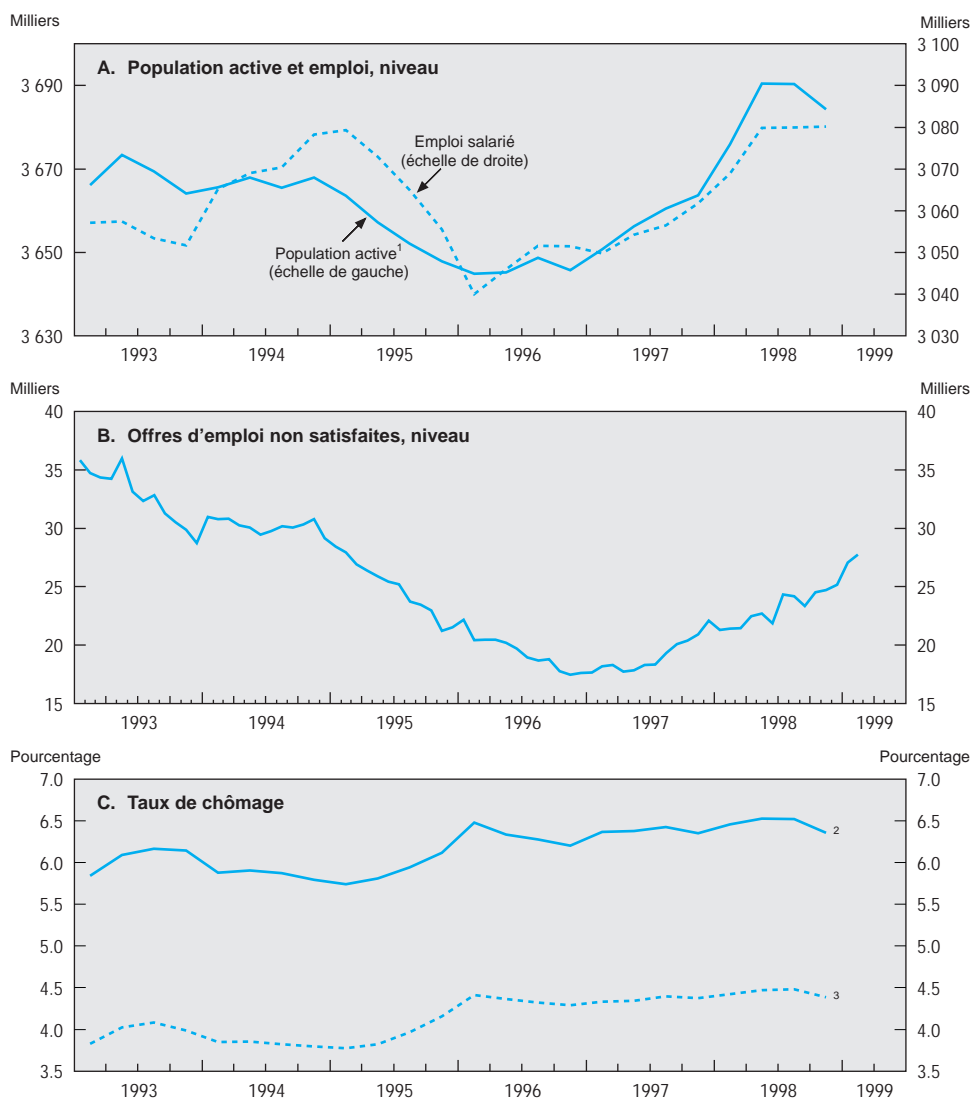 Milliers
Milliers
A. Population active et emploi, niveau
3 100
3 690
3 090
3 080
3 670
3 070
3 060
3 650
3 050
3 040
3 630
3 030
Emploi salarié
(échelle de droite)
Population active1
(échelle de gauche)
1993 1994 1995 1996 1997 1998 1999
Milliers
Milliers
B. Offres d'emploi non satisfaites, niveau
40 40
35 35
30 30
25 25
20 20
15 15
1993 1994 1995 1996 1997 1998 1999
Pourcentage
Pourcentage
C. Taux de chômage
7.0 7.0
6.5 6.5
2
6.0 6.0
5.5 5.5
5.0 5.0
4.5 4.5
3
4.0 4.0
3.5 3.5
1993 1994 1995 1996 1997 1998 1999